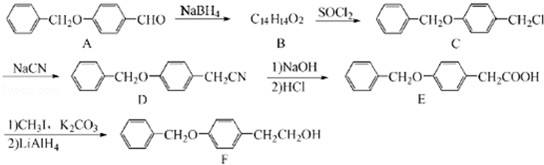 CH₂O CHO NaBH₄ C₁₄H₁₄O₂ SOCl₂ CH₂O CH₂Cl
A B C
NaCN CH₂O CH₂CN 1)NaOH CH₂O CH₂COOH
2)HCl
D E
1)CH₃I, K₂CO₃ CH₂O CH₂CH₂OH
2)LiAlH₄
F